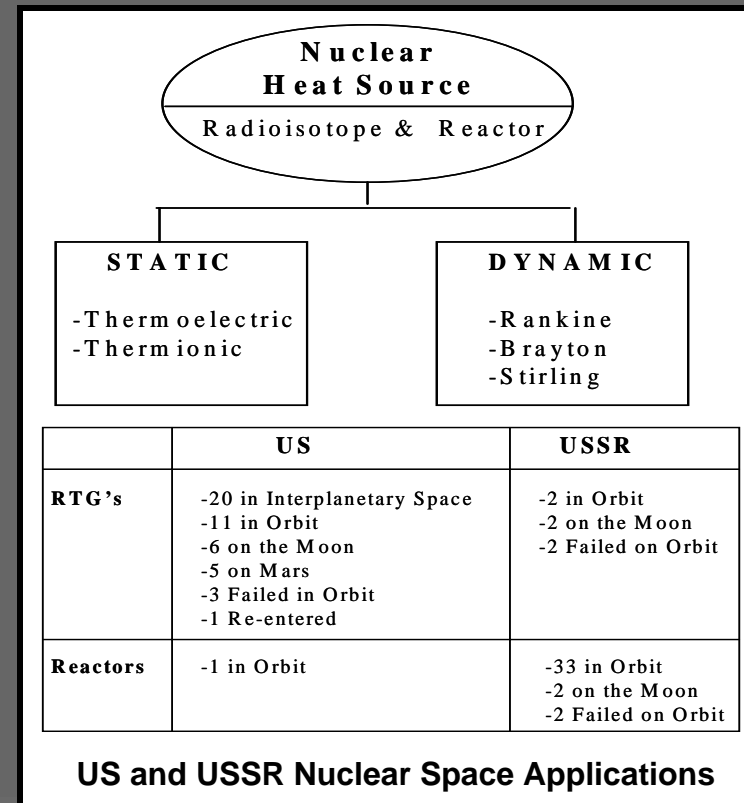 Nuclear
Heat Source
Radioisotope & Reactor
STATIC
-Thermoelectric
-Thermionic
DYNAMIC
-Rankine
-Brayton
-Stirling
US
USSR
RTG's
-20 in Interplanetary Space
-11 in Orbit
-6 on the Moon
-5 on Mars
-3 Failed in Orbit
-1 Re-entered
-2 in Orbit
-2 on the Moon
-2 Failed on Orbit
Reactors
-1 in Orbit
-33 in Orbit
-2 on the Moon
-2 Failed on Orbit
US and USSR Nuclear Space Applications